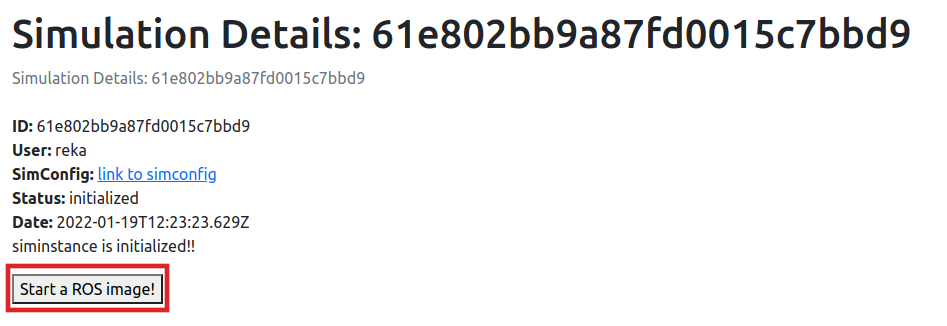 Simulation Details: 61e802bb9a87fd0015c7bbd9
Simulation Details: 61e802bb9a87fd0015c7bbd9
ID: 61e802bb9a87fd0015c7bbd9
User: reka
SimConfig: link to simconfig
Status: initialized
Date: 2022-01-19T12:23:23.629Z
siminstance is initialized!!
Start a ROS image!